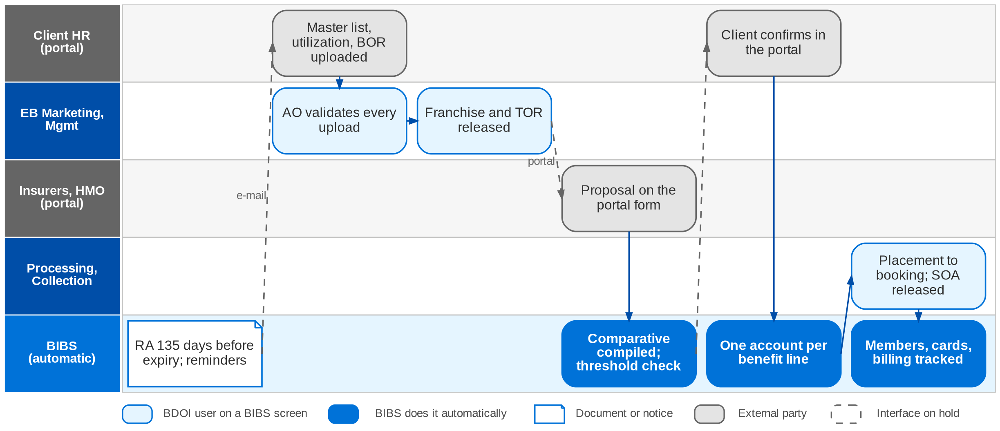 Client HR
(portal)
Master list,
utilization, BOR
uploaded
Client confirms in
the portal
EB Marketing,
Mgmt
AO validates every
upload
Franchise and TOR
released
portal
Insurers, HMO
(portal)
e-mail
Proposal on the
portal form
Processing,
Collection
Placement to
booking; SOA
released
BIBS
(automatic)
RA 135 days before
expiry; reminders
Comparative
compiled;
threshold check
One account per
benefit line
Members, cards,
billing tracked
BDOI user on a BIBS screen
BIBS does it automatically
Document or notice
External party
Interface on hold